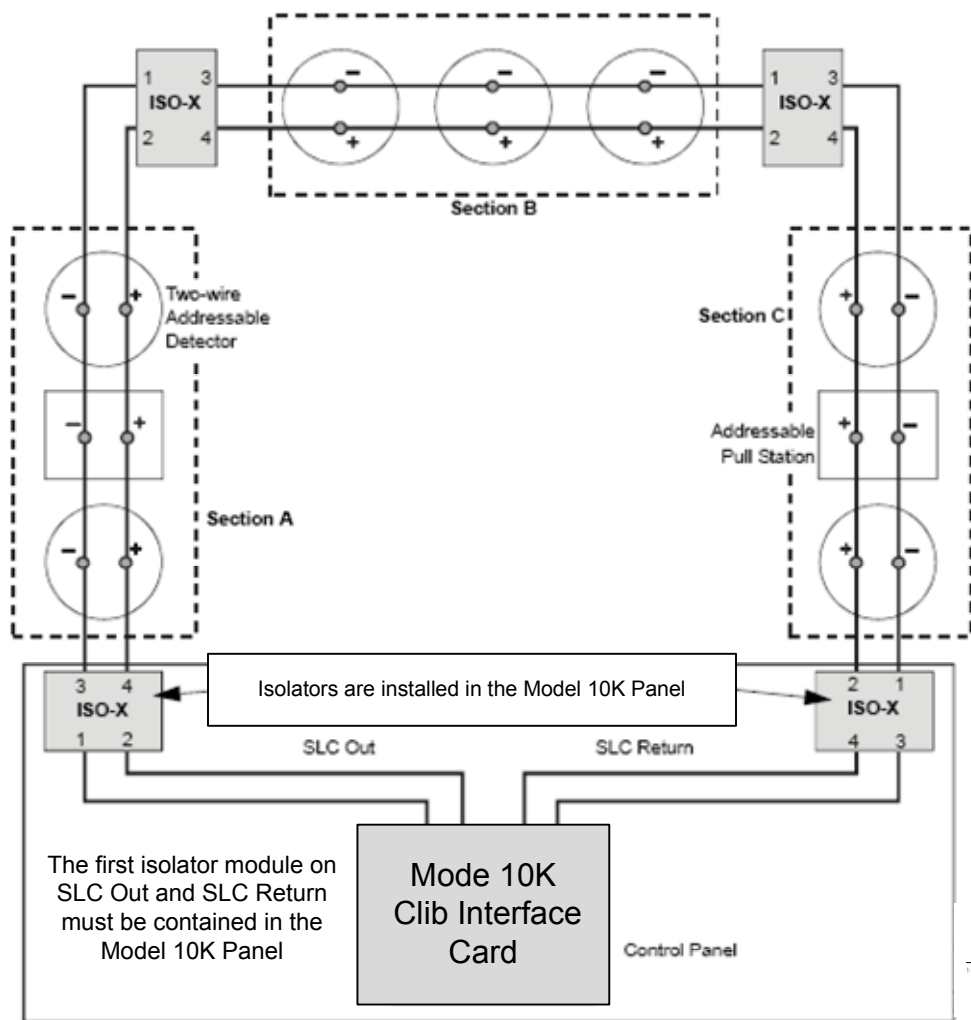 1 3
ISO-X
2 4
− − −
+ + +
Section B
1 3
ISO-X
2 4
− +
Two-wire
Addressable
Detector
− +
− +
Section A
Section C
+ −
+ −
Addressable
Pull Station
+ −
3 4
ISO-X
1 2
Isolators are installed in the Model 10K Panel
2 1
ISO-X
4 3
SLC Out
SLC Return
The first isolator module on
SLC Out and SLC Return
must be contained in the
Model 10K Panel
Mode 10K
Clib Interface
Card
Control Panel